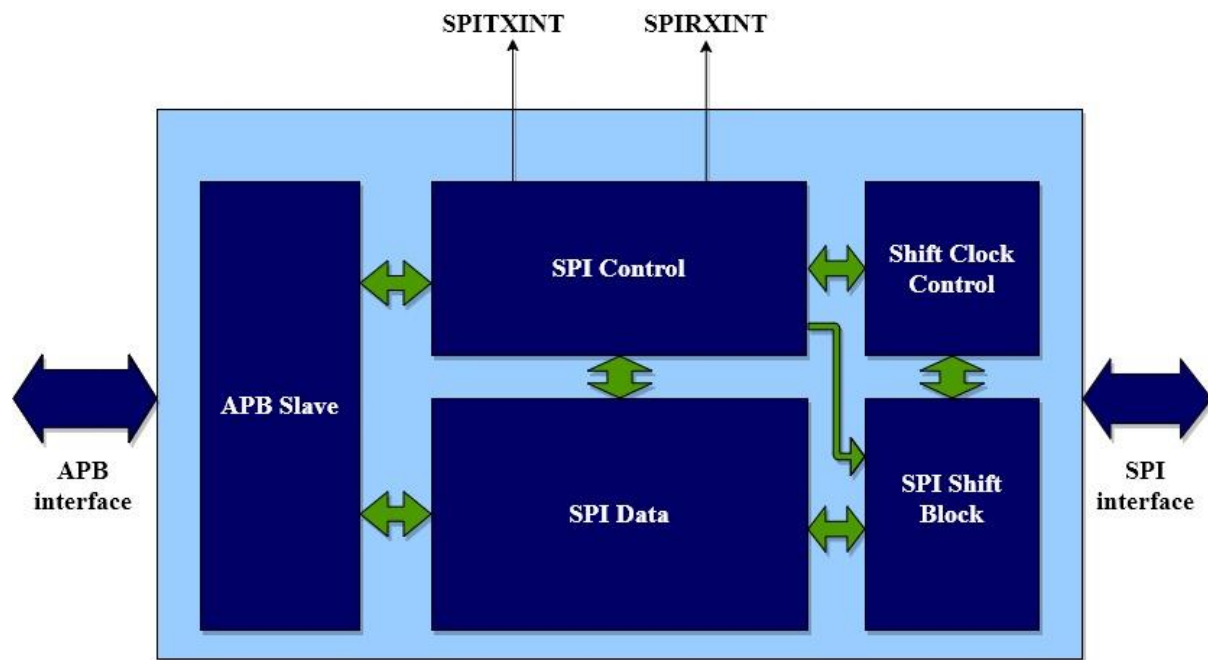 SPITXINT
SPIRXINT
SPI Control
Shift Clock
Control
APB Slave
SPI Data
SPI Shift
Block
APB
interface
SPI
interface